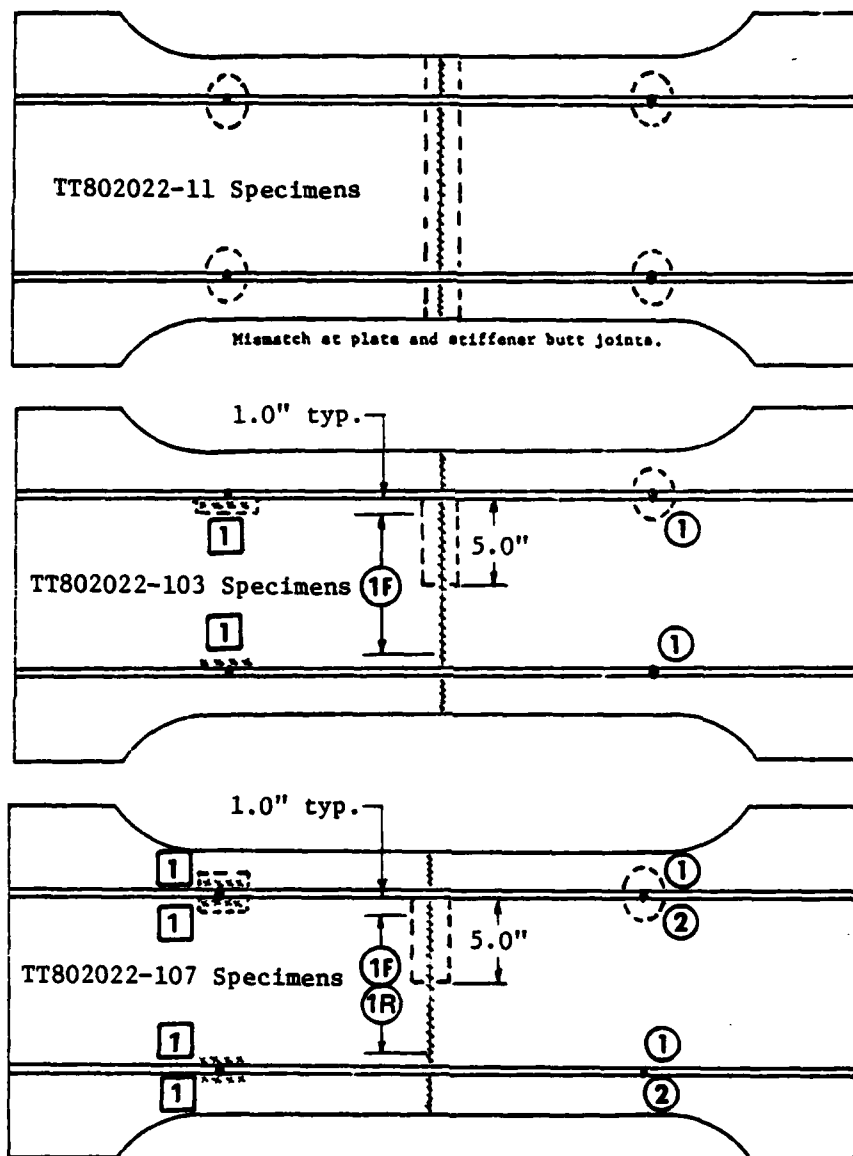 TT802022-11 Specimens
Mismatch at plate and stiffener butt joints.
1.0" typ.
1
1
5.0"
TT802022-103 Specimens
1F
1
1
1.0" typ.
1
1
1
2
5.0"
1F
TT802022-107 Specimens
1R
1
1
1
2